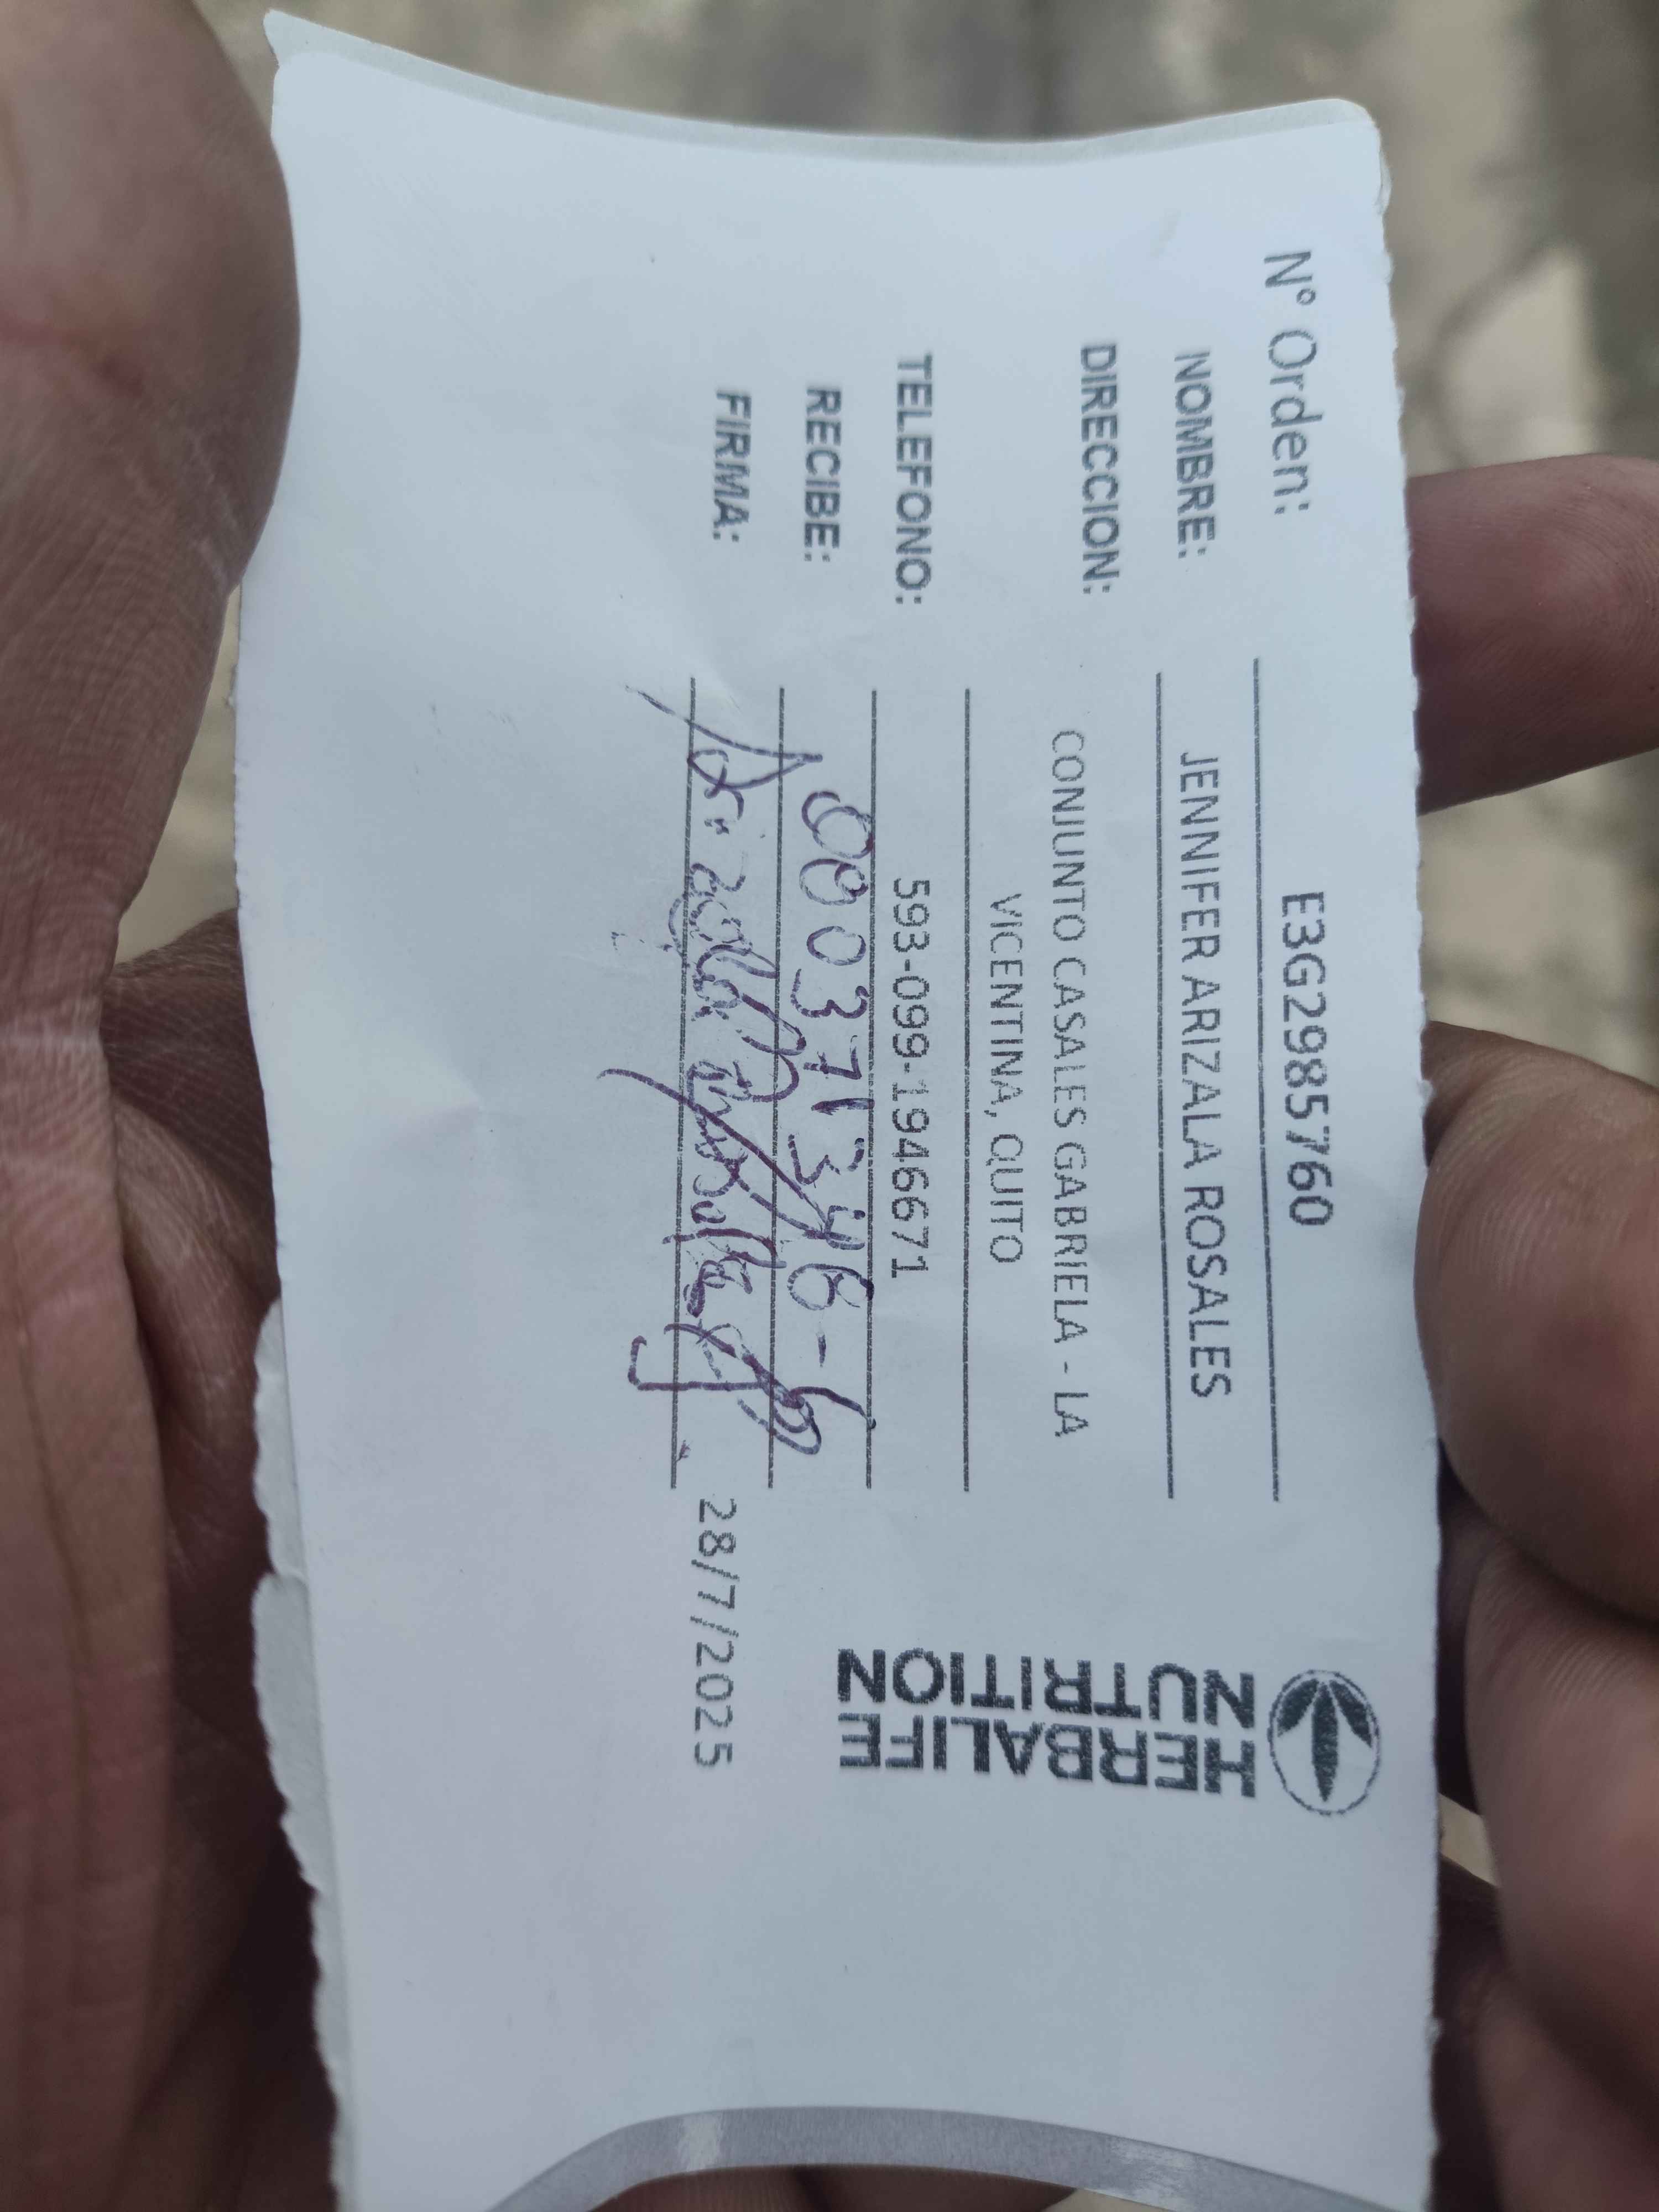 N° Orden: E3G2985760
NOMBRE: JENNIFER ARIZALA ROSALES
DIRECCION: CONJUNTO CASALES GABRIELA - LA
VICENTINA, QUITO
TELEFONO: 593-099-1946671
RECIBE:
FIRMA:
28/7/2025
HERBALIFE
NUTRITION